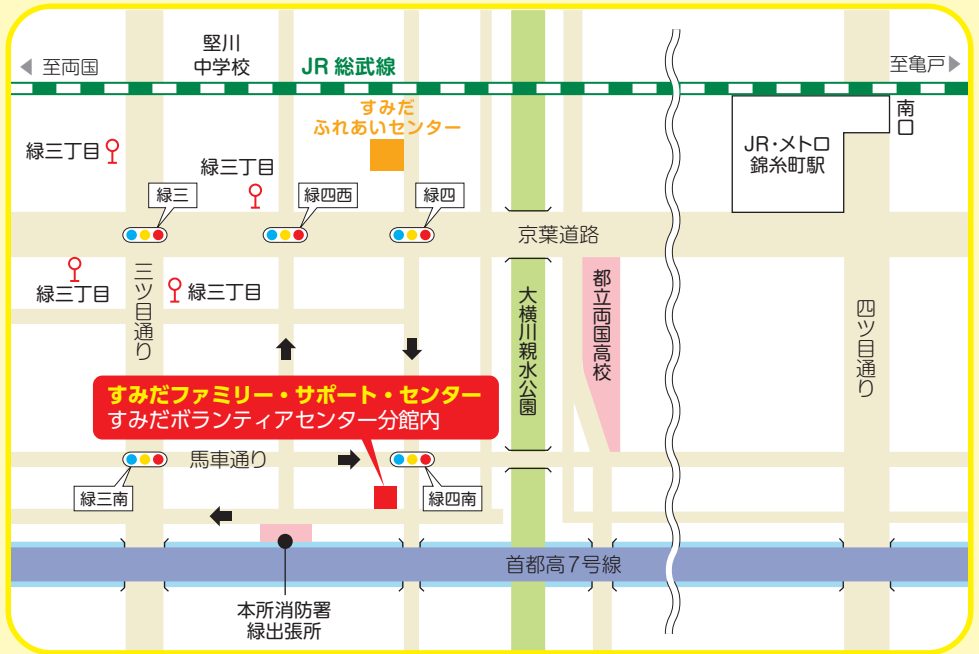 至両国
堅川
中学校
JR 総武線
至亀戸
すみだ
ふれあいセンター
南口
緑三丁目
緑三丁目
JR・メトロ
錦糸町駅
緑三
緑四西
緑四
京葉道路
緑三丁目
緑三丁目
三ツ目通り
大横川親水公園
都立両国高校
四ツ目通り
すみだファミリー・サポート・センター
すみだボランティアセンター分館内
馬車通り
緑三南
緑四南
首都高7号線
本所消防署
緑出張所